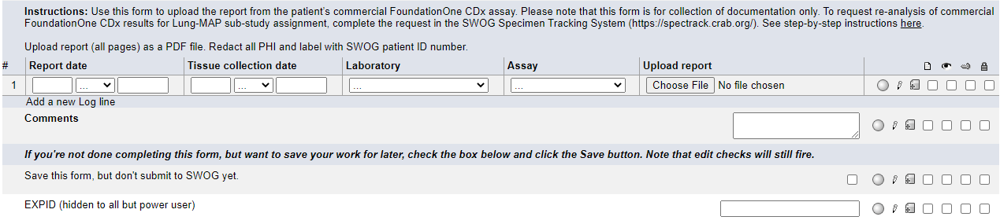 Instructions: Use this form to upload the report from the patient's commercial FoundationOne CDx assay. Please note that this form is for collection of documentation only. To request re-analysis of commercial
FoundationOne CDx results for Lung-MAP sub-study assignment, complete the request in the SWOG Specimen Tracking System (https://spectrack.crab.org/). See step-by-step instructions here.
Upload report (all pages) as a PDF file. Redact all PHI and label with SWOG patient ID number.
# Report date Tissue collection date Laboratory Assay Upload report
1 ... ... ... ... Choose File No file chosen
Add a new Log line
Comments
If you're not done completing this form, but want to save your work for later, check the box below and click the Save button. Note that edit checks will still fire.
Save this form, but don't submit to SWOG yet.
EXPID (hidden to all but power user)